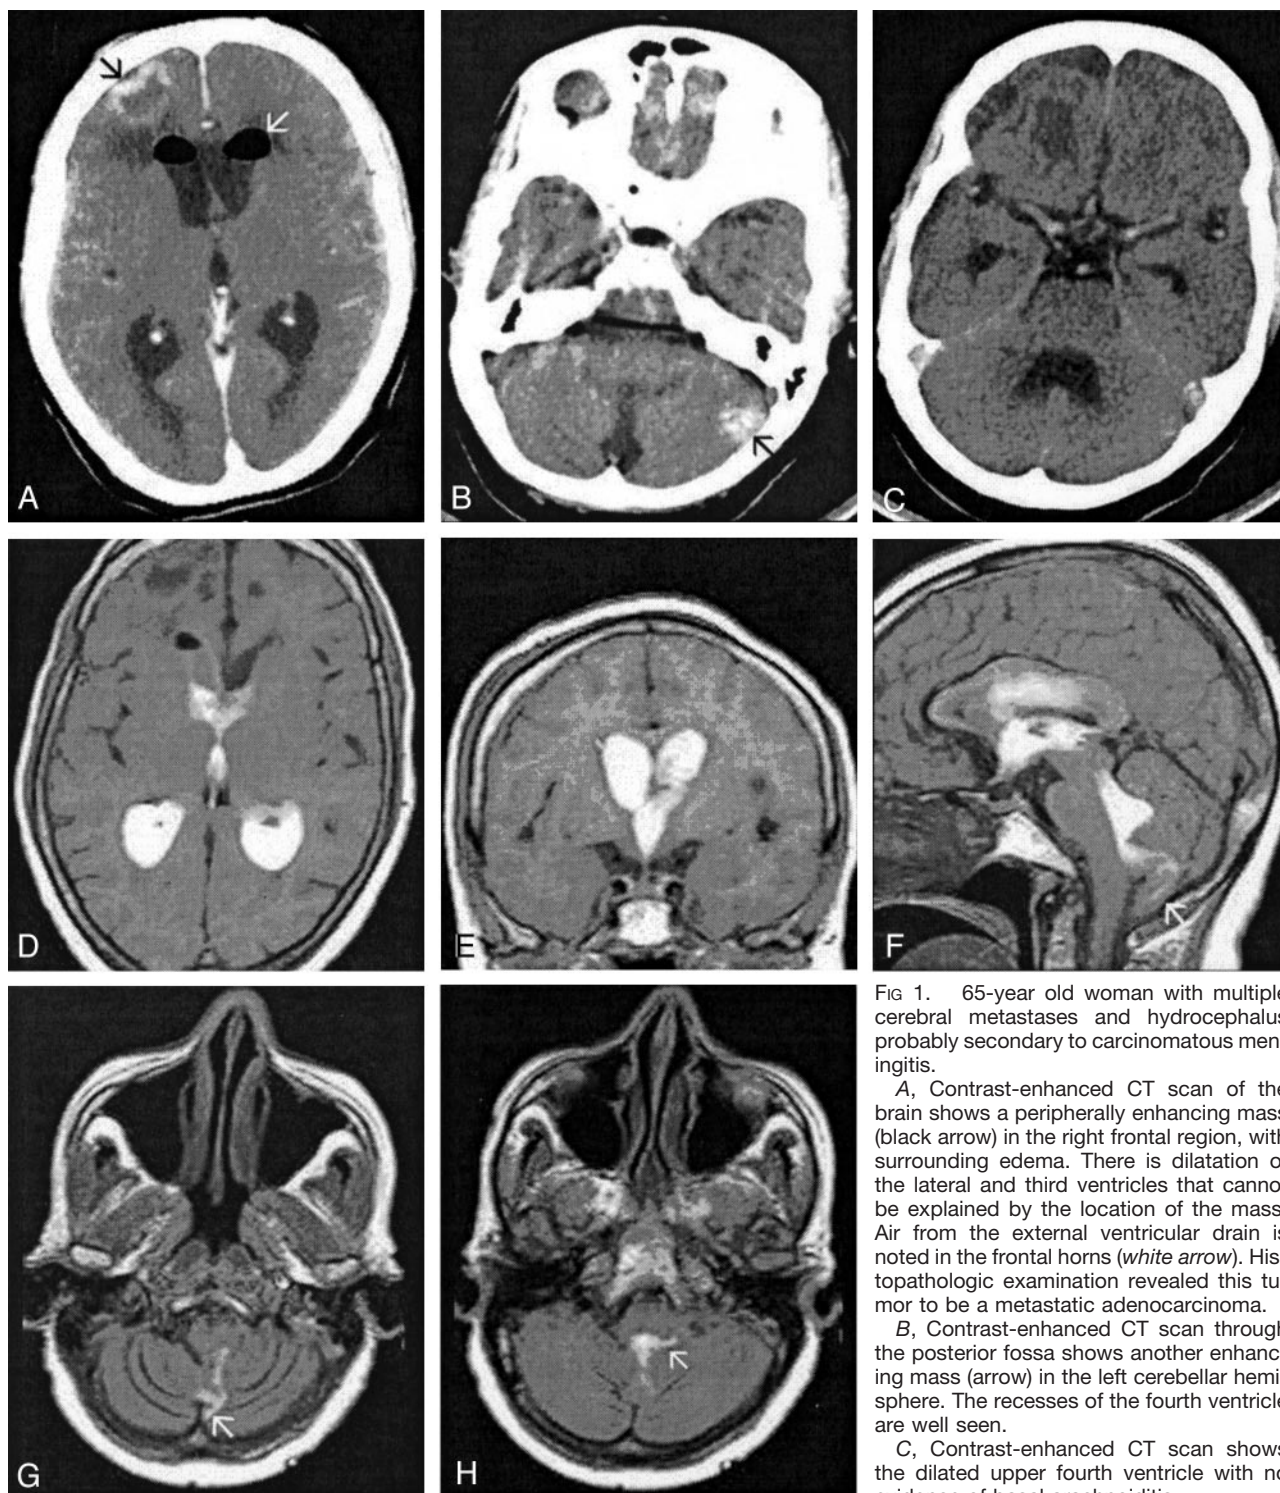 A
B
C
D
E
F
G
H
FIG 1. 65-year old woman with multiple
cerebral metastases and hydrocephalus
probably secondary to carcinomatous men
ingitis.
A, Contrast-enhanced CT scan of the
brain shows a peripherally enhancing mass
(black arrow) in the right frontal region, with
surrounding edema. There is dilatation o
the lateral and third ventricles that canno
be explained by the location of the mass
Air from the external ventricular drain is
noted in the frontal horns (white arrow). His
topathologic examination revealed this tu
mor to be a metastatic adenocarcinoma.
B, Contrast-enhanced CT scan through
the posterior fossa shows another enhanc
ing mass (arrow) in the left cerebellar hemi
sphere. The recesses of the fourth ventricle
are well seen.
C, Contrast-enhanced CT scan shows
the dilated upper fourth ventricle with no